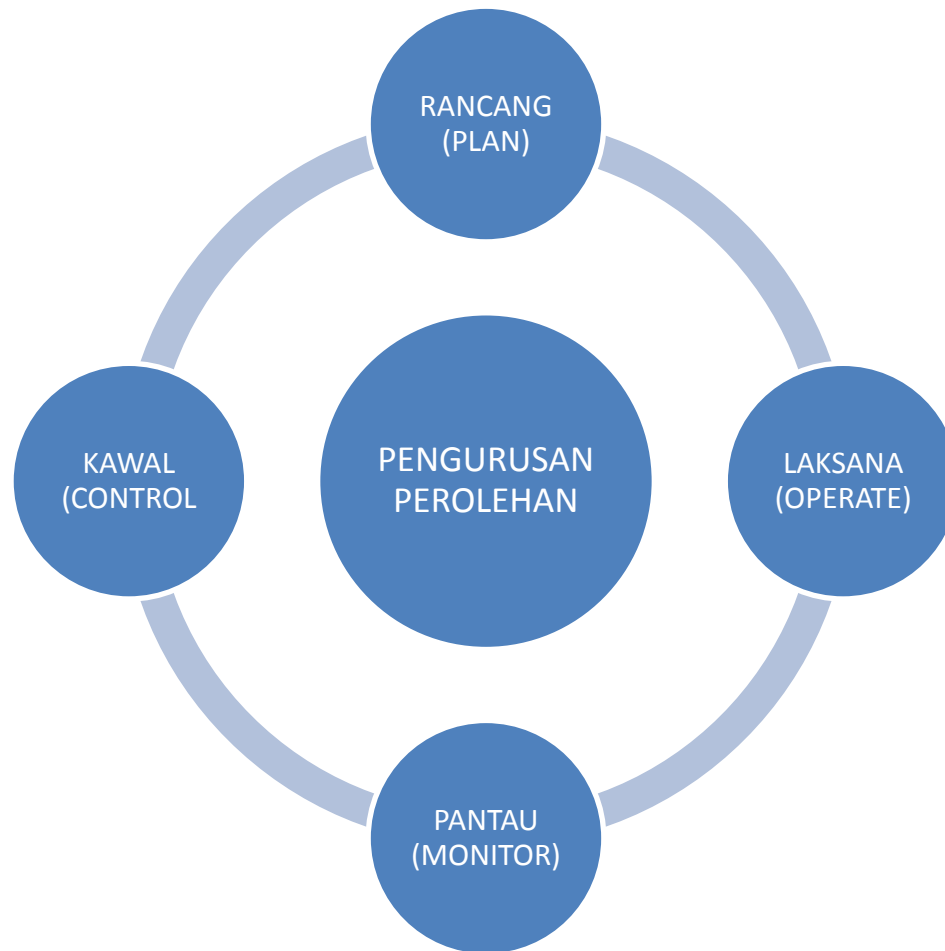 RANCANG
(PLAN)
KAWAL
(CONTROL
PENGURUSAN
PEROLEHAN
LAKSANA
(OPERATE)
PANTAU
(MONITOR)